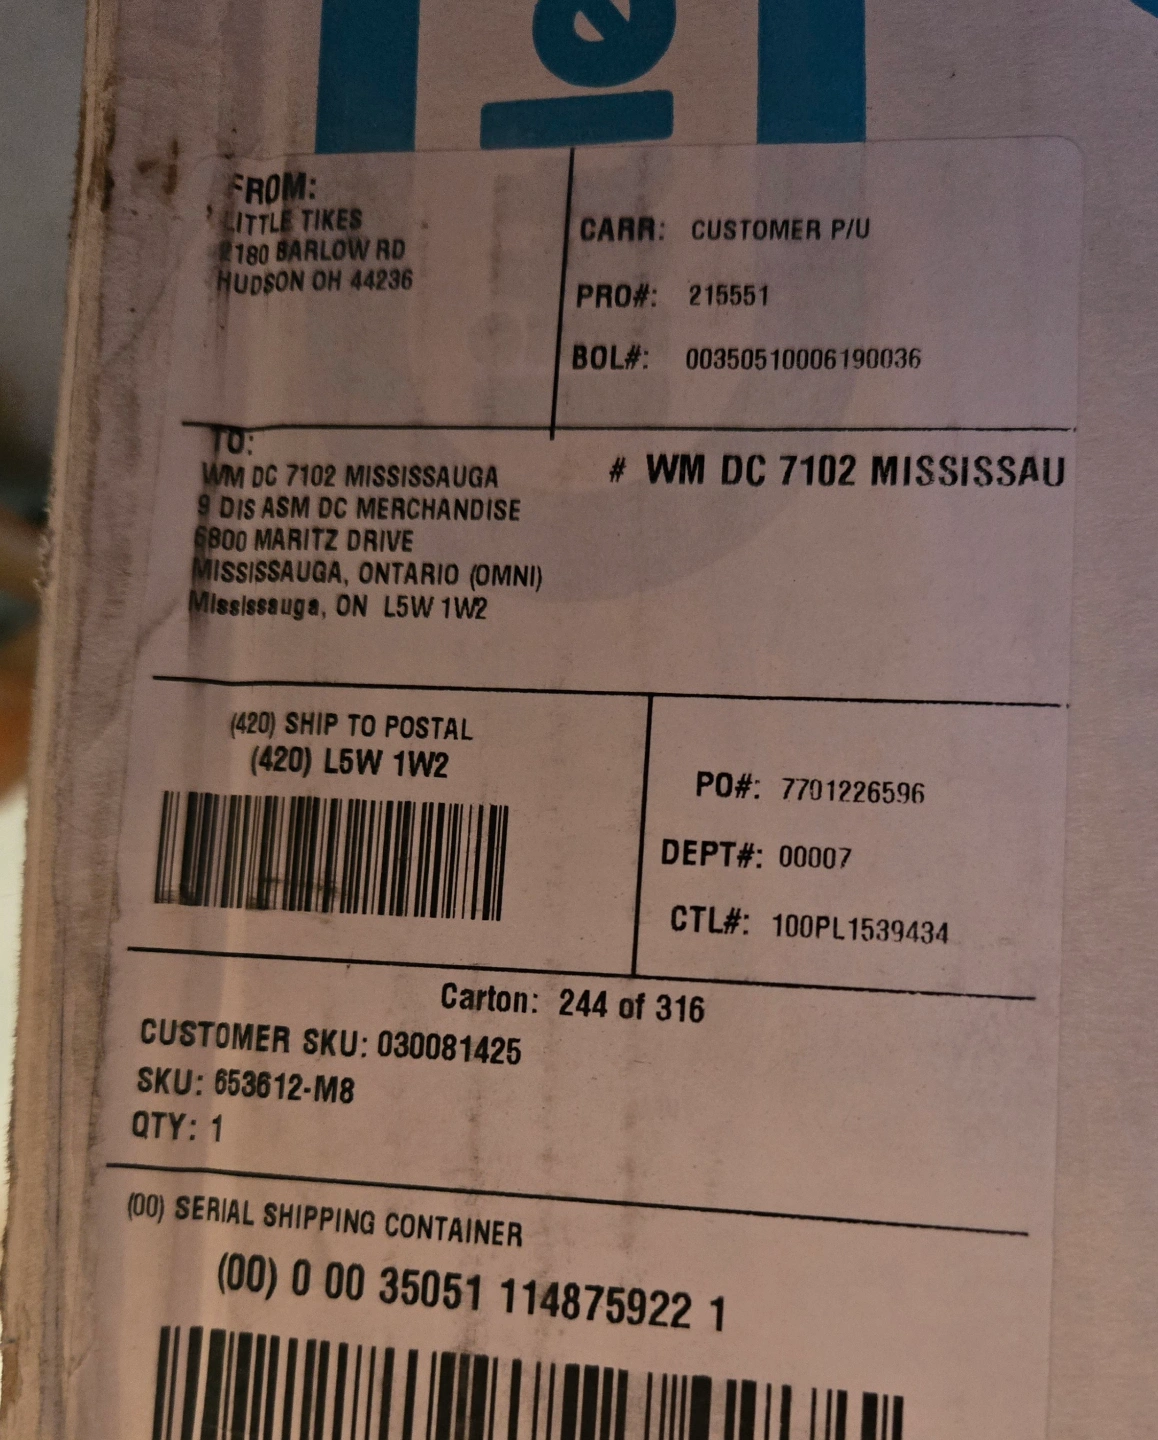 le
FROM:
LITTLE TIKES
2180 BARLOW RD
HUDSON OH 44236
CARR: CUSTOMER P/U
PRO#: 215551
BOL#: 00350510006190036
TO:
WM DC 7102 MISSISSAUGA
9 DIS ASM DC MERCHANDISE
6800 MARITZ DRIVE
MISSISSAUGA, ONTARIO (OMNI)
Mississauga, ON L5W 1W2
# WM DC 7102 MISSISSAU
(420) SHIP TO POSTAL
(420) L5W 1W2
PO#: 7701226596
DEPT#: 00007
CTL#: 100PL1539434
Carton: 244 of 316
CUSTOMER SKU: 030081425
SKU: 653612-M8
QTY: 1
(00) SERIAL SHIPPING CONTAINER
(00) 0 00 35051 114875922 1